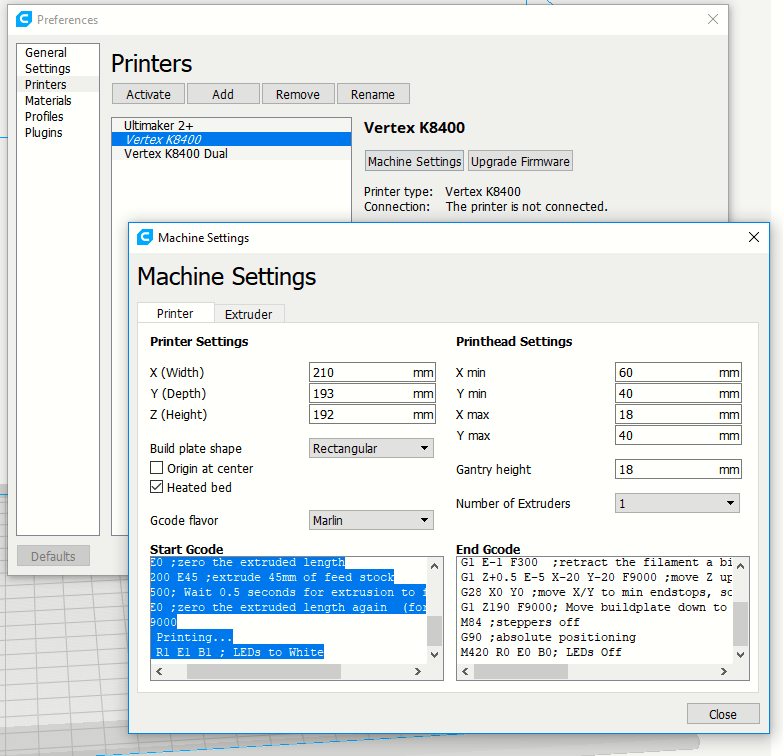 Preferences
General
Settings
Printers
Materials
Profiles
Plugins
Defaults
Printers
Activate
Add
Remove
Rename
Ultimaker 2+
Vertex K8400
Vertex K8400 Dual
Vertex K8400
Machine Settings
Upgrade Firmware
Printer type: Vertex K8400
Connection: The printer is not connected.
Machine Settings
Machine Settings
Printer
Extruder
Printer Settings
X (Width) 210 mm
Y (Depth) 193 mm
Z (Height) 192 mm
Build plate shape Rectangular
Origin at center
Heated bed
Gcode flavor Marlin
Printhead Settings
X min 60 mm
Y min 40 mm
X max 18 mm
Y max 40 mm
Gantry height 18 mm
Number of Extruders 1
Start Gcode
E0 ;zero the extruded length
200 E45 ;extrude 45mm of feed stock
500; Wait 0.5 seconds for extrusion to
E0 ;zero the extruded length again (for
9000
Printing...
R1 E1 B1 ; LEDs to White
End Gcode
G1 E-1 F300 ;retract the filament a bi
G1 Z+0.5 E-5 X-20 Y-20 F9000 ;move Z up
G28 X0 Y0 ;move X/Y to min endstops, so
G1 Z190 F9000; Move buildplate down to
M84 ;steppers off
G90 ;absolute positioning
M420 R0 E0 B0; LEDs Off
Close